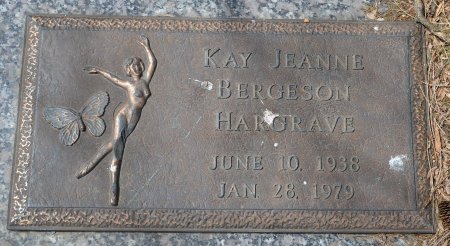 KAY JEANNE
BERGESON
HARGRAVE
JUNE 10, 1938
JAN 28, 1979